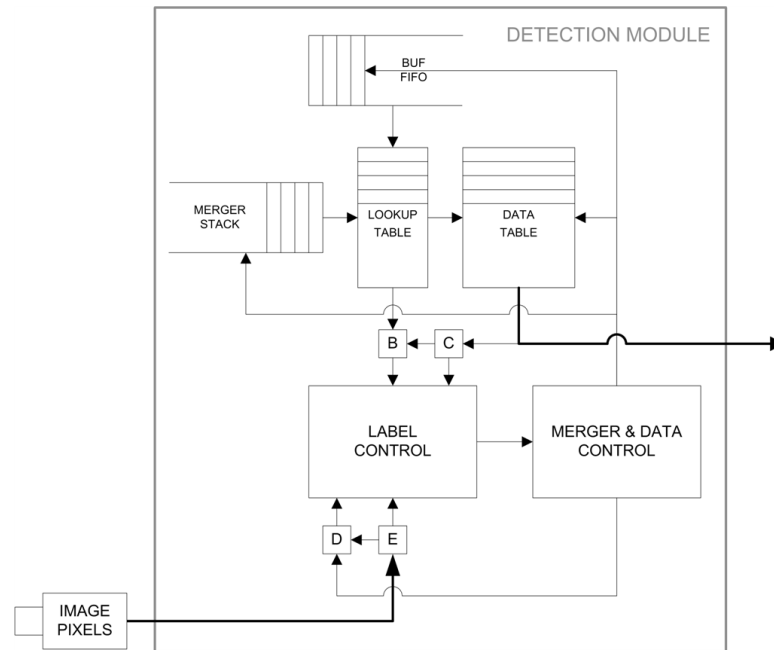 DETECTION MODULE
BUF
FIFO
MERGER
STACK
LOOKUP
TABLE
DATA
TABLE
B
C
LABEL
CONTROL
MERGER & DATA
CONTROL
D
E
IMAGE
PIXELS